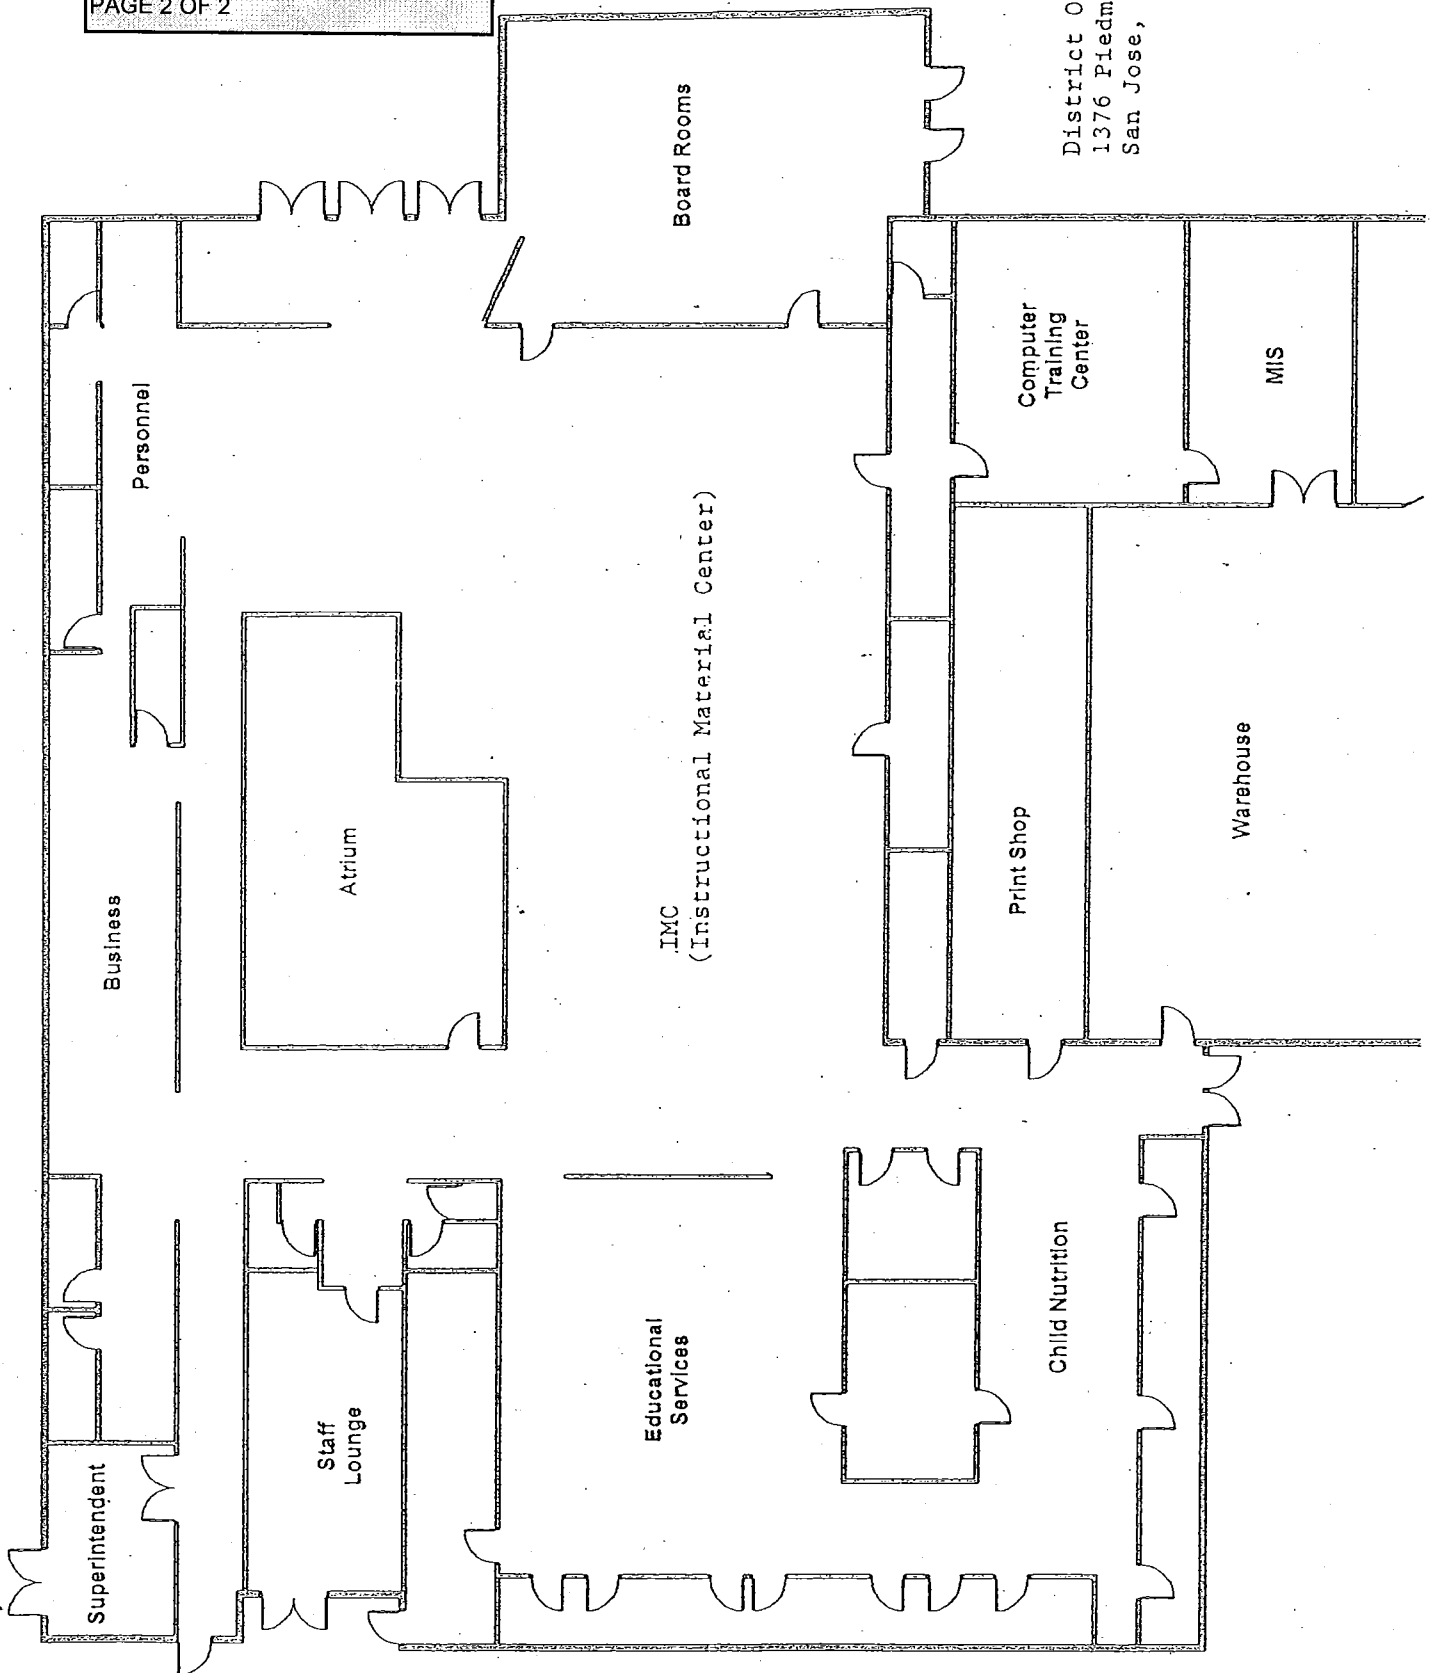 PAGE 2 OF 2
District O
1376 Piedm
San Jose,
Board Rooms
Personnel
Computer
Training
Center
MIS
IMC
(Instructional Material Center)
Atrium
Business
Print Shop
Warehouse
Educational
Services
Child Nutrition
Staff
Lounge
Superintendent